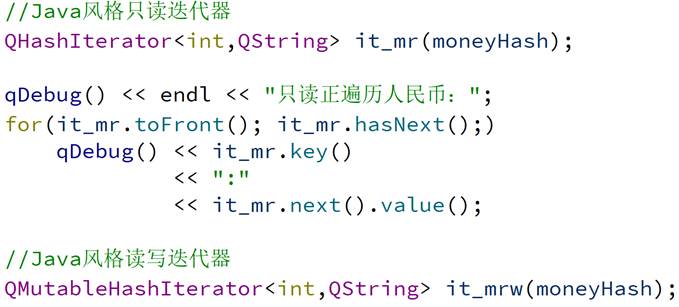 //Java风格只读迭代器
QHashIterator<int,QString> it_mr(moneyHash);
qDebug() << endl << "只读正遍历人民币：";
for(it_mr.toFront(); it_mr.hasNext();)
qDebug() << it_mr.key()
<< ":"
<< it_mr.next().value();
//Java风格读写迭代器
QMutableHashIterator<int,QString> it_mrw(moneyHash);